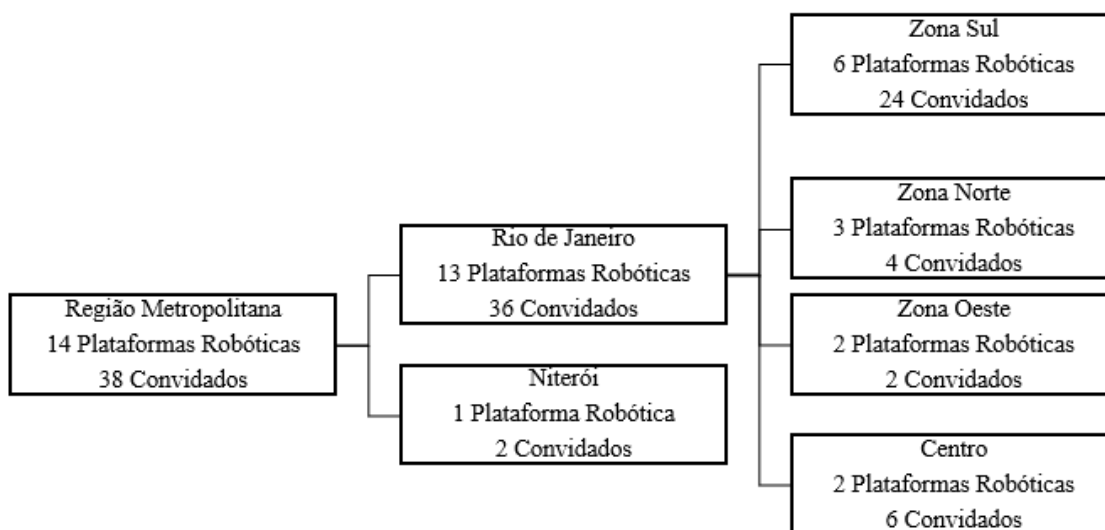 Região Metropolitana
14 Plataformas Robóticas
38 Convidados
Rio de Janeiro
13 Plataformas Robóticas
36 Convidados
Niterói
1 Plataforma Robótica
2 Convidados
Zona Sul
6 Plataformas Robóticas
24 Convidados
Zona Norte
3 Plataformas Robóticas
4 Convidados
Zona Oeste
2 Plataformas Robóticas
2 Convidados
Centro
2 Plataformas Robóticas
6 Convidados